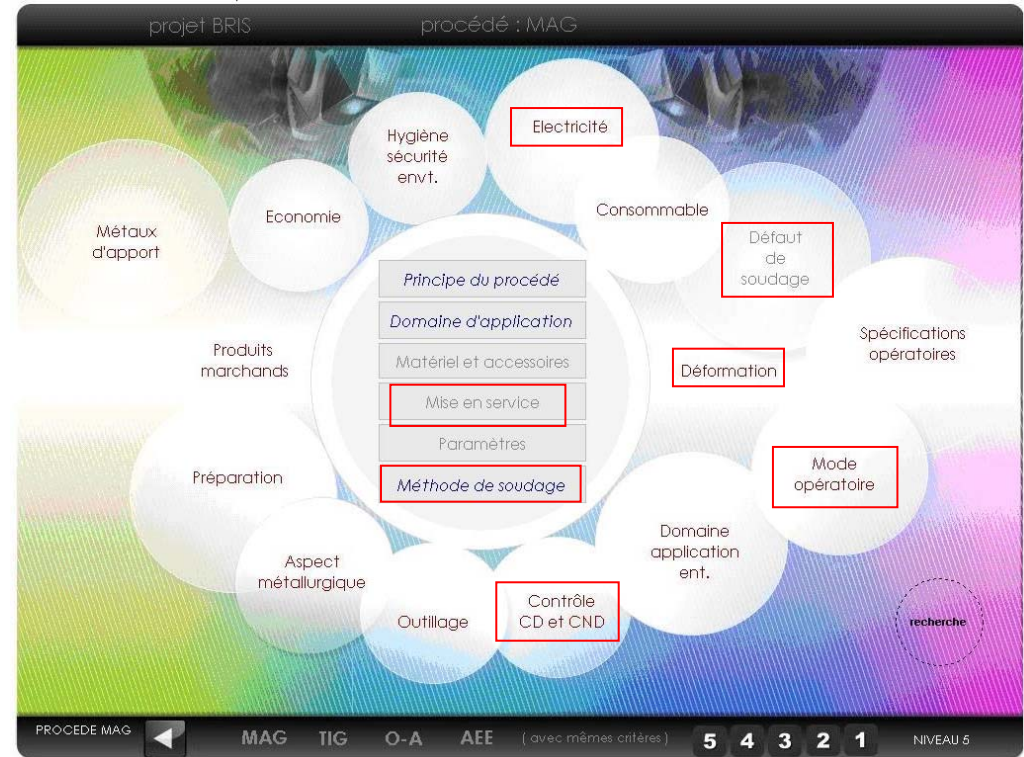 projet BRIS
procédé : MAG
Electricité
Hygiène
sécurité
envt.
Consommable
Economie
Métaux
d'apport
Défaut
de
soudage
Principe du procédé
Domaine d'application
Matériel et accessoires
Mise en service
Paramètres
Méthode de soudage
Spécifications
opératoires
Produits
marchands
Déformation
Préparation
Mode
opératoire
Domaine
application
ent.
Aspect
métallurgique
Outillage
Contrôle
CD et CND
recherche
PROCEDE MAG
MAG TIG O-A AEE (avec mêmes critères) 5 4 3 2 1
NIVEAU 5